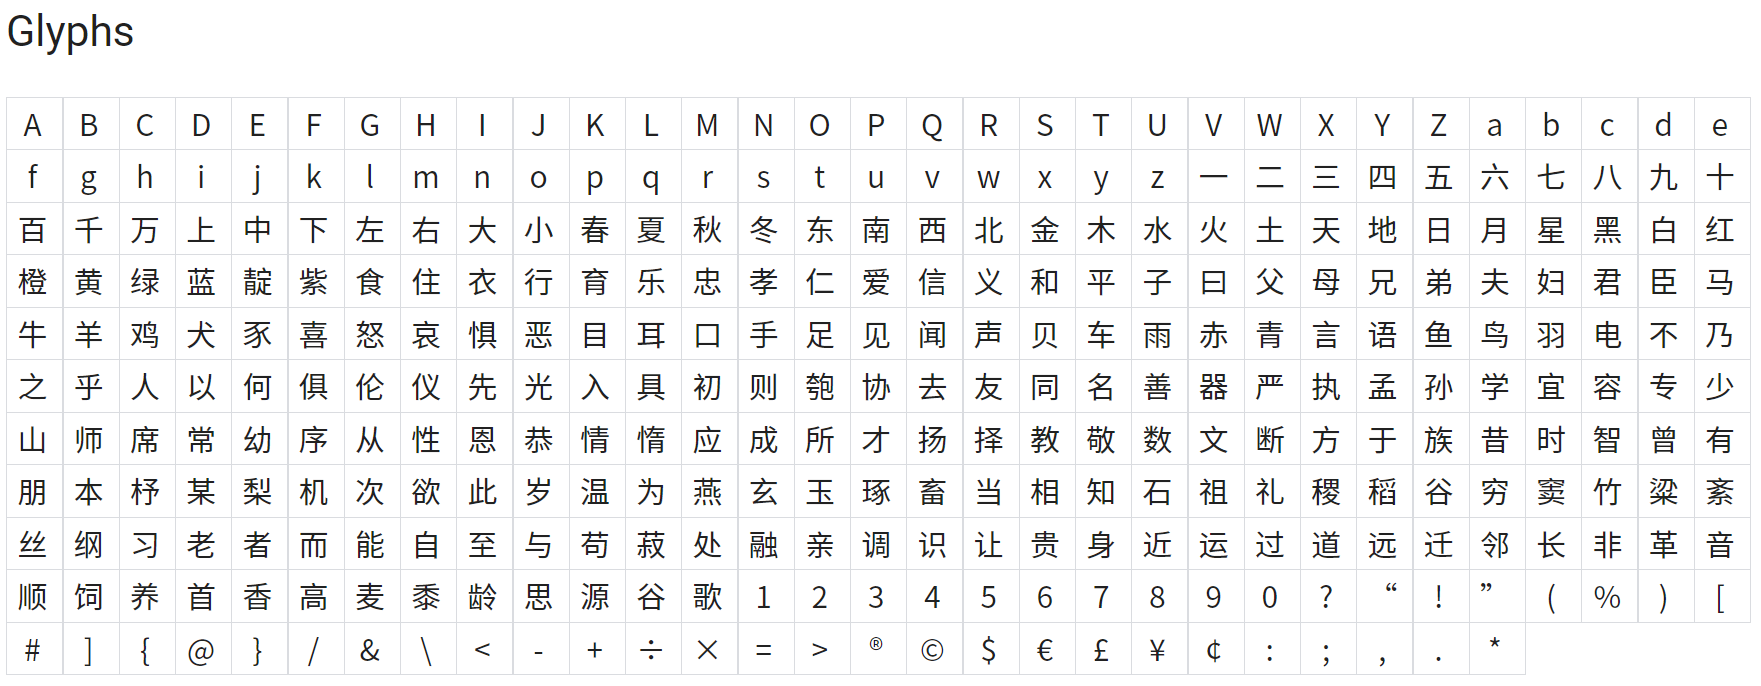 Glyphs
A B C D E F G H I J K L M N O P Q R S T U V W X Y Z a b c d e
f g h i j k l m n o p q r s t u v w x y z 一 二 三 四 五 六 七 八 九 十
百 千 万 上 中 下 左 右 大 小 春 夏 秋 冬 东 南 西 北 金 木 水 火 土 天 地 日 月 星 黑 白 红
橙 黄 绿 蓝 靛 紫 食 住 衣 行 育 乐 忠 孝 仁 爱 信 义 和 平 子 曰 父 母 兄 弟 夫 妇 君 臣 马
牛 羊 鸡 犬 豕 喜 怒 哀 惧 恶 目 耳 口 手 足 见 闻 声 贝 车 雨 赤 青 言 语 鱼 鸟 羽 电 不 乃
之 乎 人 以 何 俱 伦 仪 先 光 入 具 初 则 匏 协 去 友 同 名 善 器 严 执 孟 孙 学 宜 容 专 少
山 师 席 常 幼 序 从 性 恩 恭 情 惰 应 成 所 才 扬 择 教 敬 数 文 断 方 于 族 昔 时 智 曾 有
朋 本 杼 某 梨 机 次 欲 此 岁 温 为 燕 玄 玉 琢 畜 当 相 知 石 祖 礼 稷 稻 谷 穷 窦 竹 梁 紊
丝 纲 习 老 者 而 能 自 至 与 苟 菽 处 融 亲 调 识 让 贵 身 近 运 过 道 远 迁 邻 长 非 革 音
顺 饲 养 首 香 高 麦 黍 龄 思 源 谷 歌 1 2 3 4 5 6 7 8 9 0 ? “ ! ” ( % ) [
# ] { @ } / & \ < - + ÷ × = > ® © $ € £ ¥ ¢ : ; , . *